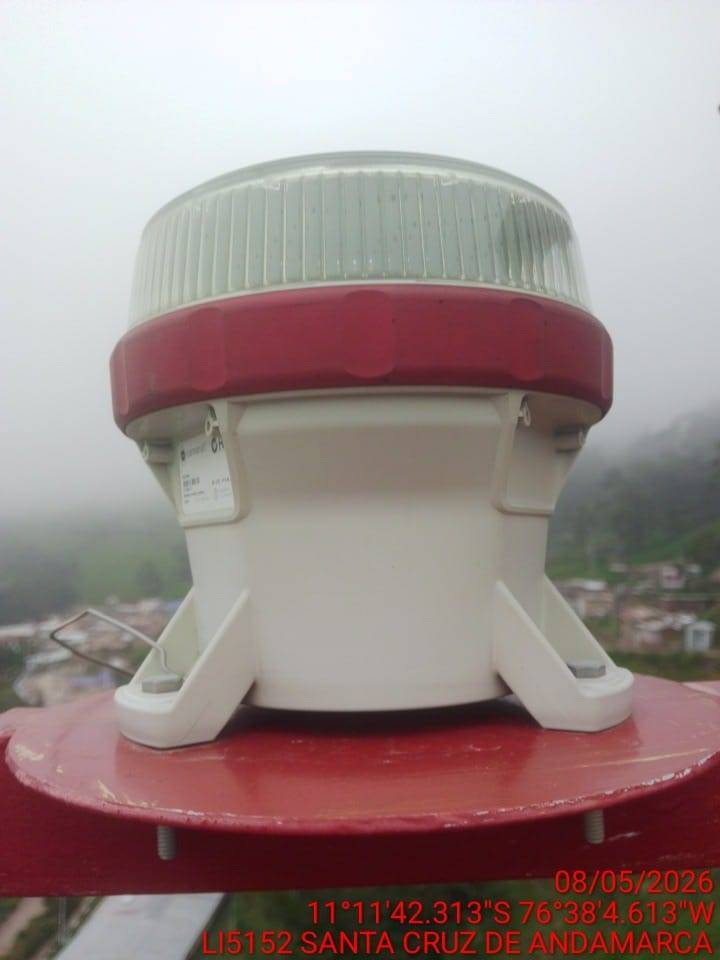 08/05/2026
11°11'42.313"S 76°38'4.613"W
LI5152 SANTA CRUZ DE ANDAMARCA